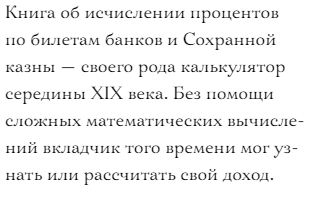 Книга об исчислении процентов
по билетам банков и Сохранной
казны — своего рода калькулятор
середины XIX века. Без помощи
сложных математических вычисле-
ний вкладчик того времени мог уз-
нать или рассчитать свой доход.